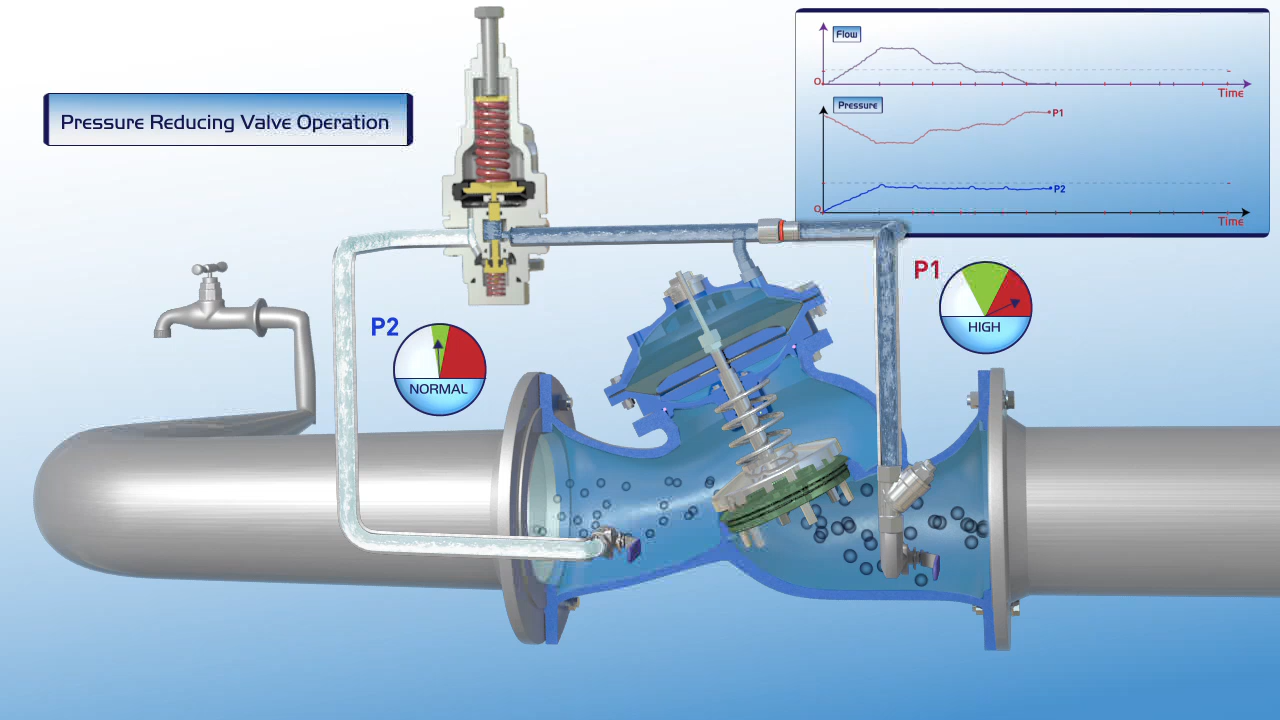 Pressure Reducing Valve Operation
Flow
O
Time
Pressure
P1
P2
O
Time
P1
HIGH
P2
NORMAL